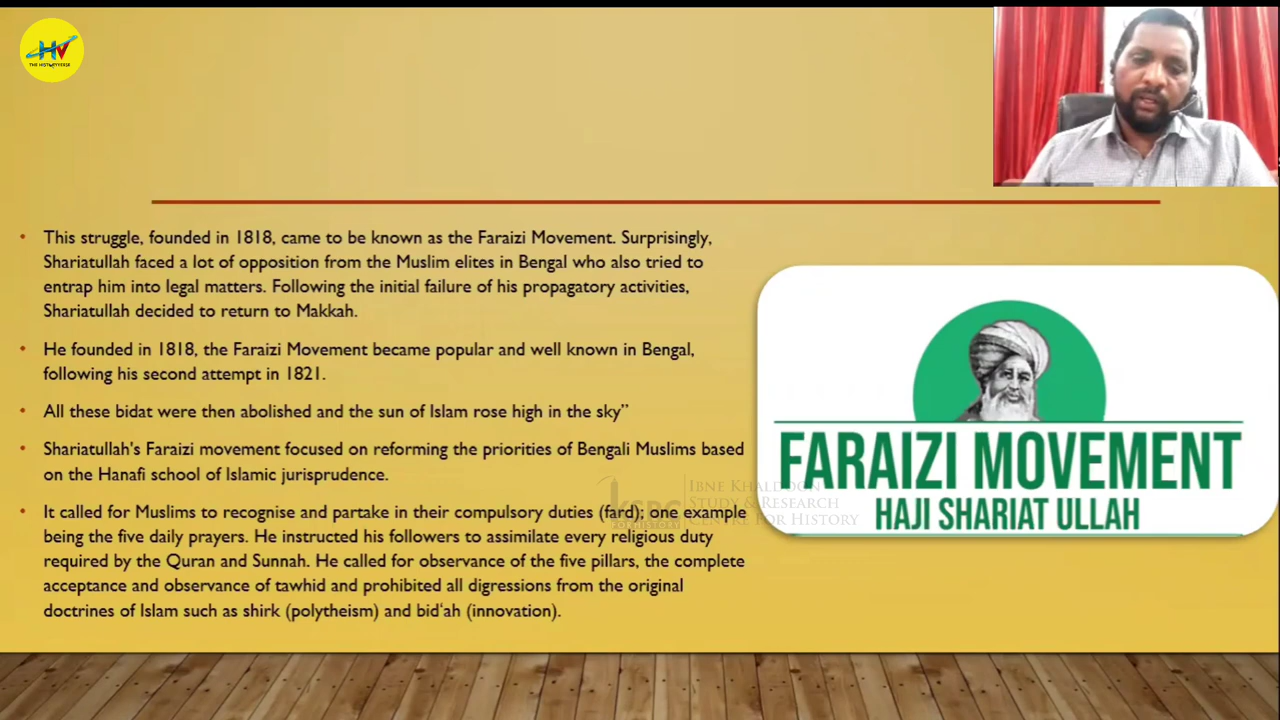 HV
THE HISTORYVERSE
This struggle, founded in 1818, came to be known as the Faraizi Movement. Surprisingly,
Shariatullah faced a lot of opposition from the Muslim elites in Bengal who also tried to
entrap him into legal matters. Following the initial failure of his propagatory activities,
Shariatullah decided to return to Makkah.
He founded in 1818, the Faraizi Movement became popular and well known in Bengal,
following his second attempt in 1821.
All these bidat were then abolished and the sun of Islam rose high in the sky”
Shariatullah's Faraizi movement focused on reforming the priorities of Bengali Muslims based
on the Hanafi school of Islamic jurisprudence.
It called for Muslims to recognise and partake in their compulsory duties (fard); one example
being the five daily prayers. He instructed his followers to assimilate every religious duty
required by the Quran and Sunnah. He called for observance of the five pillars, the complete
acceptance and observance of tawhid and prohibited all digressions from the original
doctrines of Islam such as shirk (polytheism) and bidʻah (innovation).
FARAIZI MOVEMENT
HAJI SHARIAT ULLAH
IKSRC
FOR HISTORY
IBNE KHALDOON
STUDY & RESEARCH
CENTRE FOR HISTORY